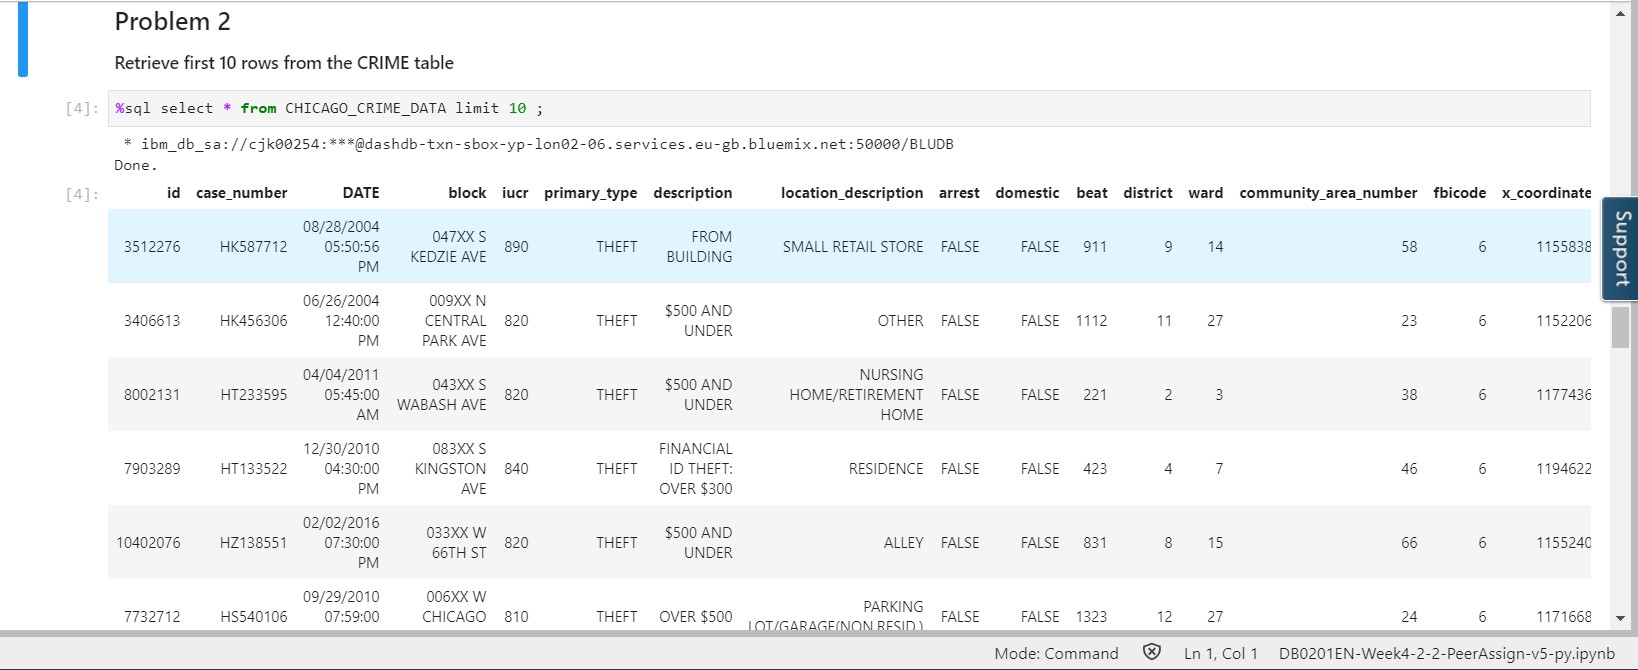 Problem 2
Retrieve first 10 rows from the CRIME table
[4]: %sql select * from CHICAGO_CRIME_DATA limit 10 ;
* ibm_db_sa://cjk00254:***@dashdb-txn-sbox-yp-lon02-06.services.eu-gb.bluemix.net:50000/BLUDB
Done.
[4]: id case_number DATE block iucr primary_type description location_description arrest domestic beat district ward community_area_number fbicode x_coordinate
3512276 HK587712 08/28/2004 05:50:56 PM 047XX S KEDZIE AVE 890 THEFT FROM BUILDING SMALL RETAIL STORE FALSE FALSE 911 9 14 58 6 1155838
3406613 HK456306 06/26/2004 12:40:00 PM 009XX N CENTRAL PARK AVE 820 THEFT $500 AND UNDER OTHER FALSE FALSE 1112 11 27 23 6 1152206
8002131 HT233595 04/04/2011 05:45:00 AM 043XX S WABASH AVE 820 THEFT $500 AND UNDER NURSING HOME/RETIREMENT HOME FALSE FALSE 221 2 3 38 6 1177436
7903289 HT133522 12/30/2010 04:30:00 PM 083XX S KINGSTON AVE 840 THEFT FINANCIAL ID THEFT: OVER $300 RESIDENCE FALSE FALSE 423 4 7 46 6 1194622
10402076 HZ138551 02/02/2016 07:30:00 PM 033XX W 66TH ST 820 THEFT $500 AND UNDER ALLEY FALSE FALSE 831 8 15 66 6 1155240
7732712 HS540106 09/29/2010 07:59:00 006XX W CHICAGO 810 THEFT OVER $500 PARKING LOT/GARAGE(NON RESID.) FALSE FALSE 1323 12 27 24 6 1171668
Support
Mode: Command Ln 1, Col 1 DB0201EN-Week4-2-2-PeerAssign-v5-py.ipynb